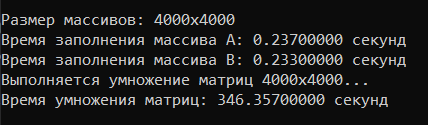 Размер массивов: 4000x4000
Время заполнения массива A: 0.23700000 секунд
Время заполнения массива B: 0.23300000 секунд
Выполняется умножение матриц 4000x4000...
Время умножения матриц: 346.35700000 секунд